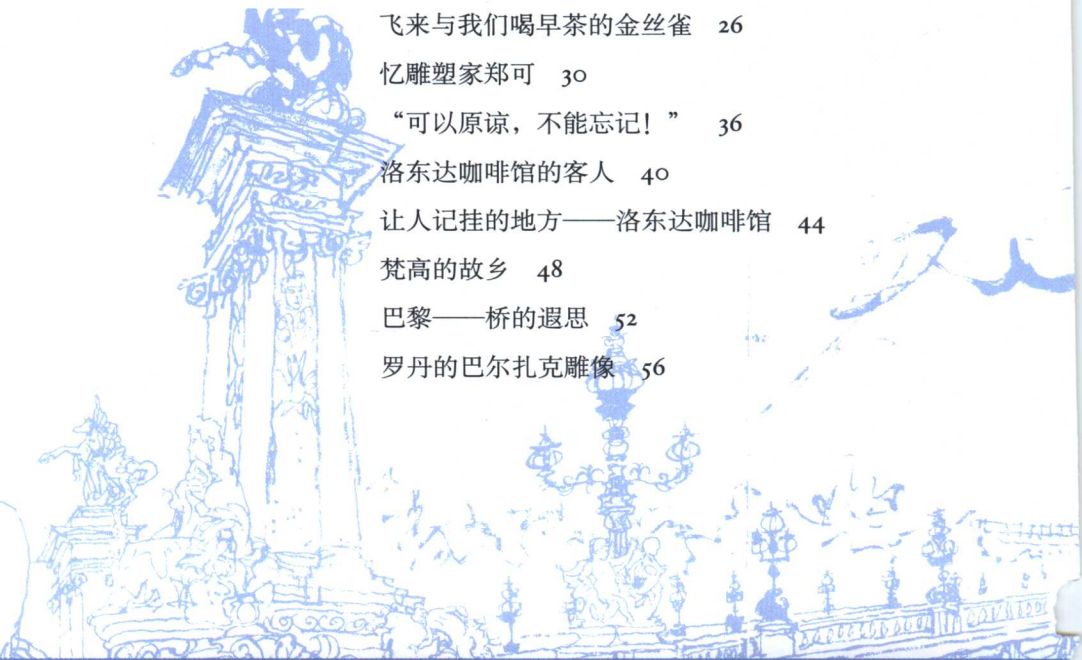 飞来与我们喝早茶的金丝雀 26
忆雕塑家郑可 30
“可以原谅，不能忘记！” 36
洛东达咖啡馆的客人 40
让人记挂的地方——洛东达咖啡馆 44
梵高的故乡 48
巴黎——桥的遐思 52
罗丹的巴尔扎克雕像 56